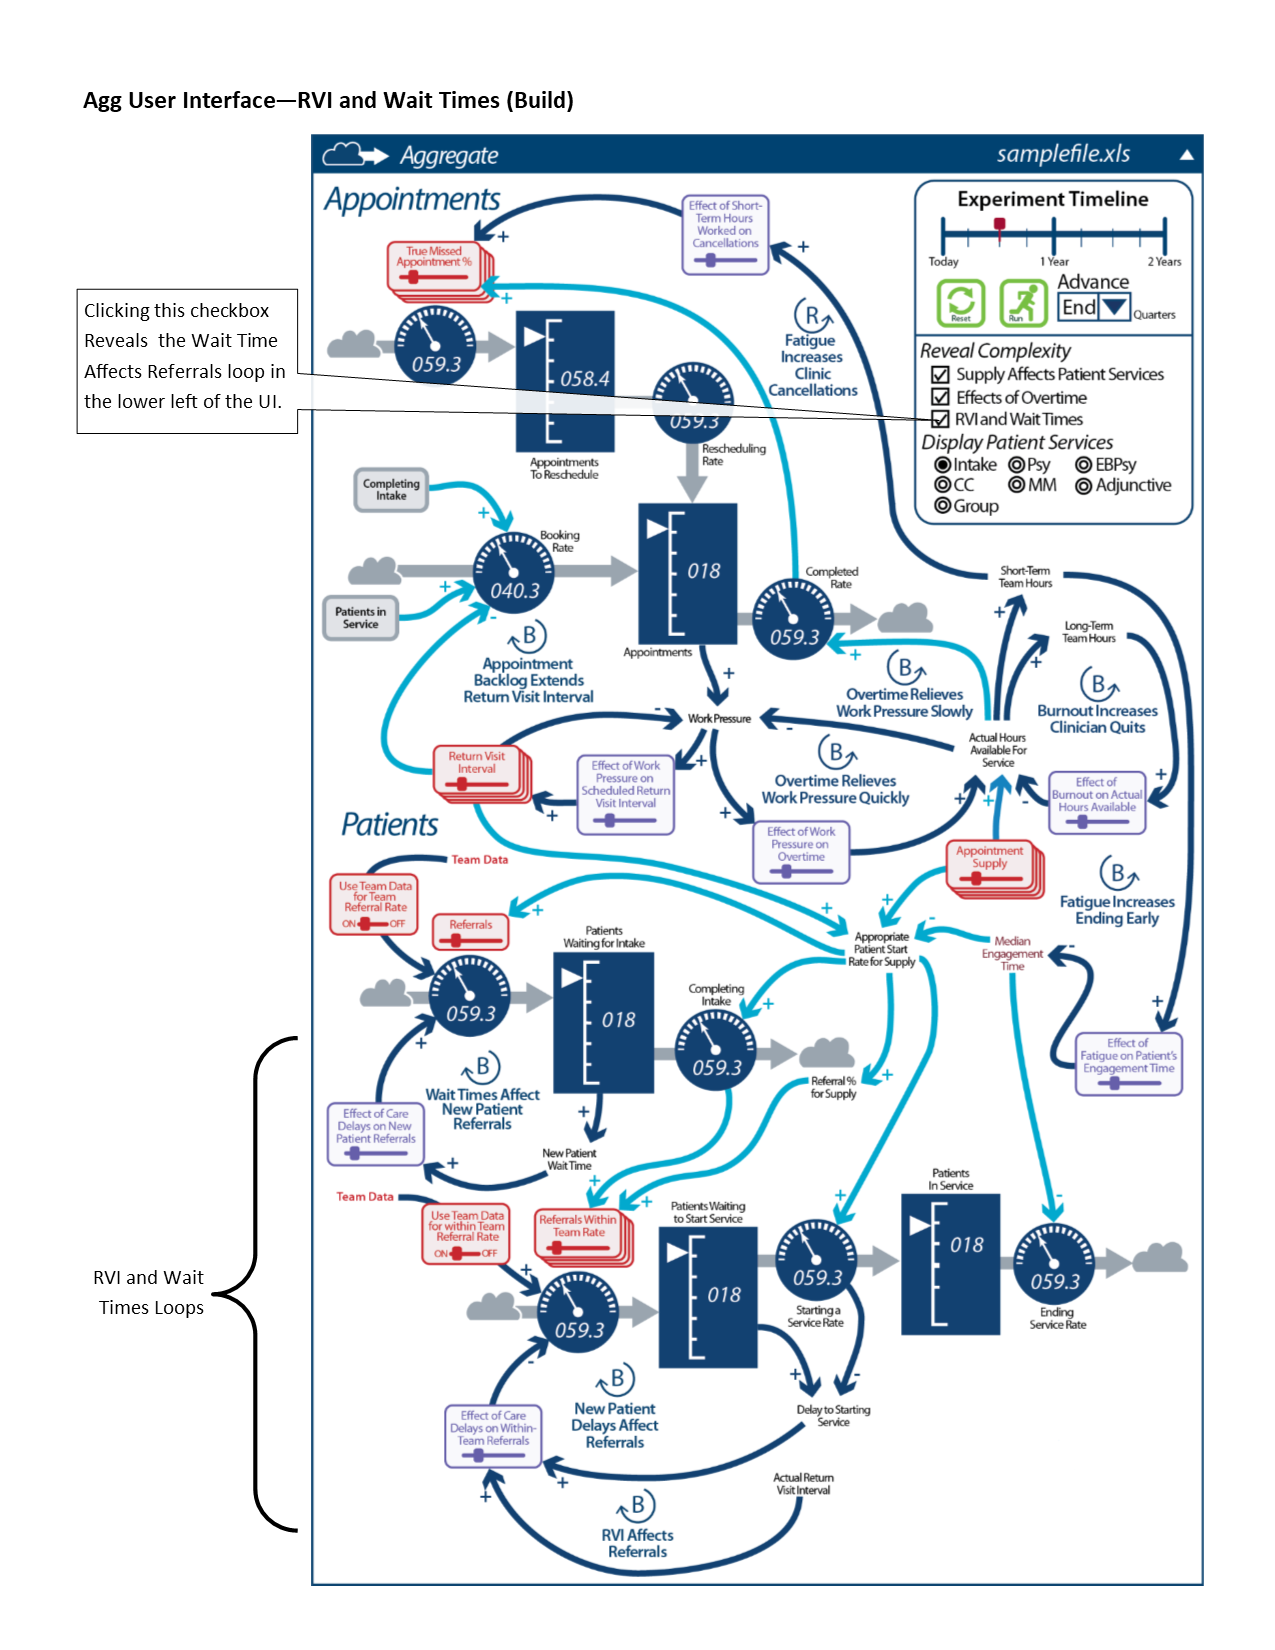 Agg User Interface—RVI and Wait Times (Build)
Aggregate
samplefile.xls
Appointments
Effect of Short-
Term Hours
Worked on
Cancellations
+
True Missed
Appointment %
+
+
Experiment Timeline
Today
1 Year
2 Years
Reset
Run
Advance
End
Quarters
Reveal Complexity
Supply Affects Patient Services
Effects of Overtime
RVI and Wait Times
Display Patient Services
Intake
Psy
EBPsy
CC
MM
Adjunctive
Group
Clicking this checkbox
Reveals the Wait Time
Affects Referrals loop in
the lower left of the UI.
R
Fatigue
Increases
Clinic
Cancellations
059.3
058.4
059.3
Appointments
To Reschedule
Rescheduling
Rate
Completing
Intake
+
Booking
Rate
040.3
+
Patients in
Service
-
018
Appointments
Completed
Rate
059.3
+
Short-Term
Team Hours
+
Long-Term
Team Hours
+
B
Appointment
Backlog Extends
Return Visit Interval
+
B
Overtime Relieves
Work Pressure Slowly
B
Burnout Increases
Clinician Quits
-
Work Pressure
-
Actual Hours
Available For
Service
Return Visit
Interval
Effect of Work
Pressure on
Scheduled Return
Visit Interval
+
+
B
Overtime Relieves
Work Pressure Quickly
+
+
+
-
Effect of
Burnout on Actual
Hours Available
+
Patients
Effect of Work
Pressure on
Overtime
Appointment
Supply
B
Fatigue Increases
Ending Early
Team Data
Use Team Data
for Team
Referral Rate
ON
OFF
Referrals
+
Patients
Waiting for Intake
+
+
-
Appropriate
Patient Start
Rate for Supply
Median
Engagement
Time
-
059.3
018
Completing
Intake
+
059.3
+
Effect of
Fatigue on Patient's
Engagement Time
+
B
Wait Times Affect
New Patient
Referrals
Referral %
for Supply
+
Effect of Care
Delays on New
Patient Referrals
+
New Patient
Wait Time
+
Team Data
Use Team Data
for within Team
Referral Rate
ON
OFF
+
Referrals Within
Team Rate
+
+
Patients Waiting
to Start Service
+
Patients
In Service
-
RVI and Wait
Times Loops
059.3
018
059.3
Starting a
Service Rate
018
059.3
Ending
Service Rate
-
B
New Patient
Delays Affect
Referrals
+
-
Delay to Starting
Service
Effect of Care
Delays on Within-
Team Referrals
+
+
Actual Return
Visit Interval
B
RVI Affects
Referrals